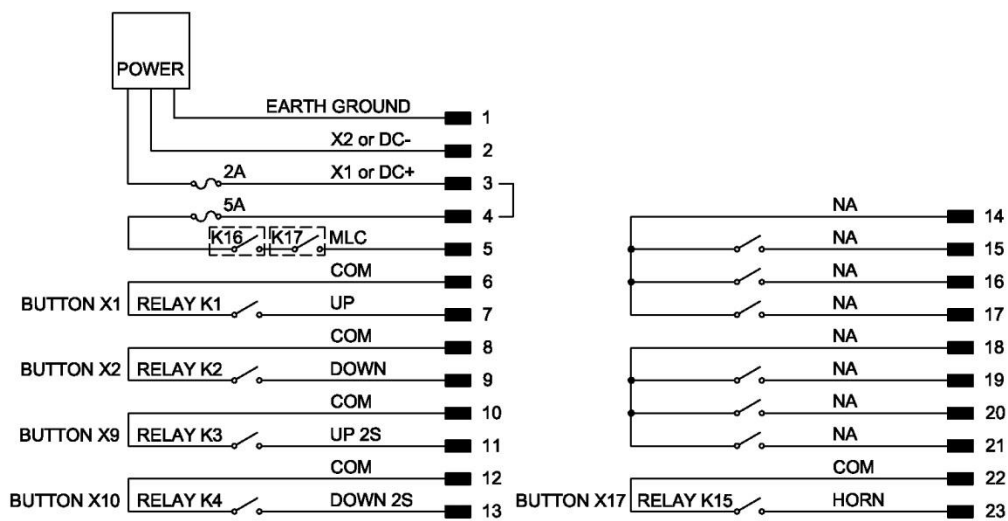 POWER
EARTH GROUND 1
X2 or DC- 2
2A X1 or DC+ 3
5A 4
K16 K17 MLC 5
COM 6
BUTTON X1 RELAY K1 UP 7
COM 8
BUTTON X2 RELAY K2 DOWN 9
COM 10
BUTTON X9 RELAY K3 UP 2S 11
COM 12
BUTTON X10 RELAY K4 DOWN 2S 13
NA 14
NA 15
NA 16
NA 17
NA 18
NA 19
NA 20
NA 21
COM 22
BUTTON X17 RELAY K15 HORN 23